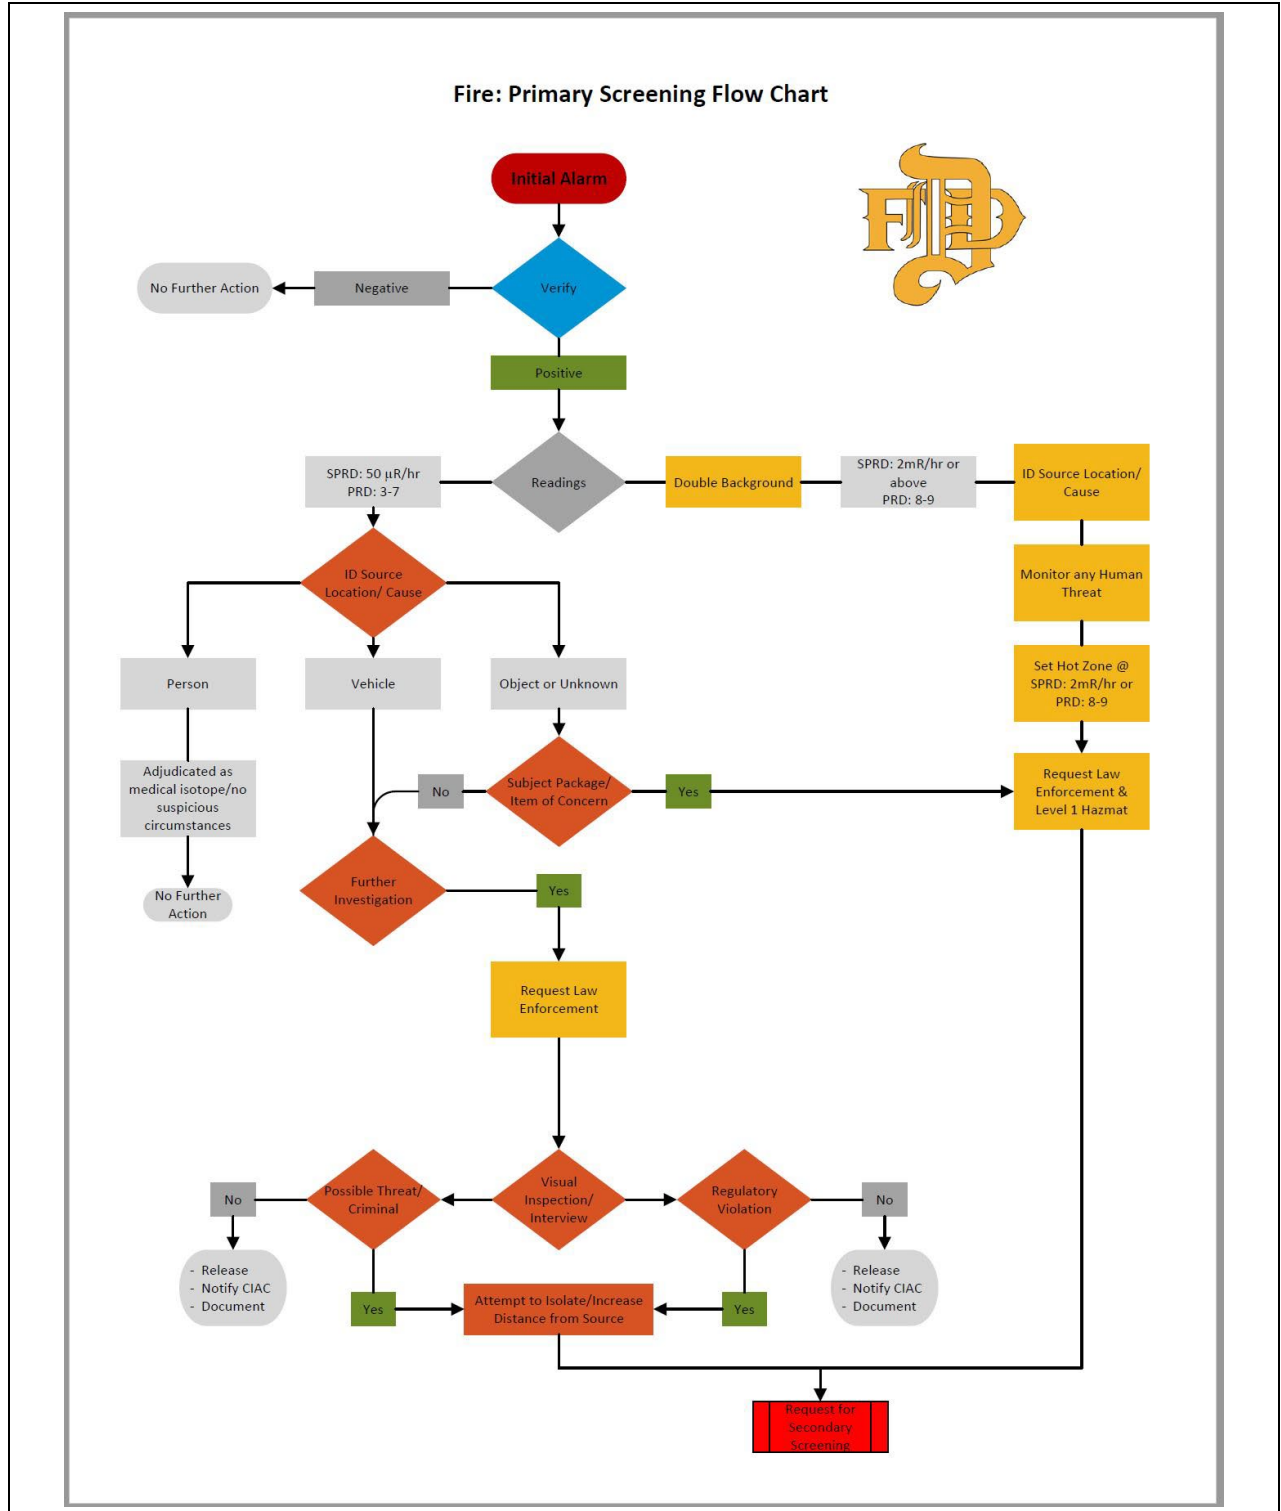 Fire: Primary Screening Flow Chart
Initial Alarm
FDD
No Further Action
Negative
Verify
Positive
SPRD: 50 µR/hr
PRD: 3-7
Readings
Double Background
SPRD: 2mR/hr or
above
PRD: 8-9
ID Source Location/
Cause
ID Source
Location/ Cause
Monitor any Human
Threat
Person
Vehicle
Object or Unknown
Set Hot Zone @
SPRD: 2mR/hr or
PRD: 8-9
Adjudicated as
medical isotope/no
suspicious
circumstances
No
Subject Package/
Item of Concern
Yes
Request Law
Enforcement &
Level 1 Hazmat
No Further
Action
Further
Investigation
Yes
Request Law
Enforcement
No
Possible Threat/
Criminal
Visual
Inspection/
Interview
Regulatory
Violation
No
- Release
- Notify CIAC
- Document
Yes
Attempt to Isolate/Increase
Distance from Source
Yes
- Release
- Notify CIAC
- Document
Request for
Secondary
Screening